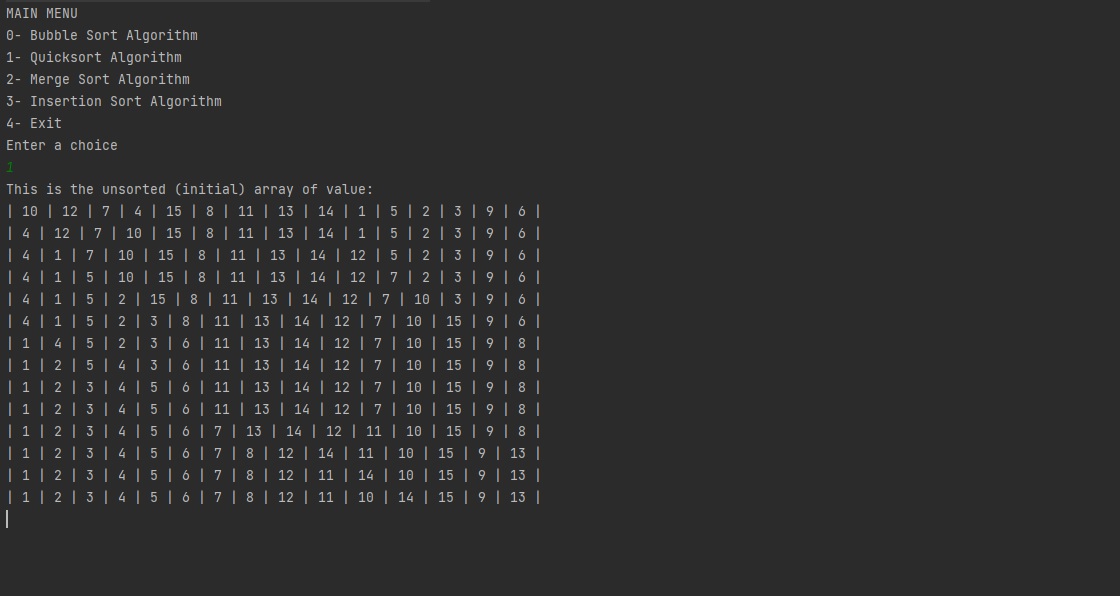 MAIN MENU
0- Bubble Sort Algorithm
1- Quicksort Algorithm
2- Merge Sort Algorithm
3- Insertion Sort Algorithm
4- Exit
Enter a choice
1
This is the unsorted (initial) array of value:
| 10 | 12 | 7 | 4 | 15 | 8 | 11 | 13 | 14 | 1 | 5 | 2 | 3 | 9 | 6 |
| 4 | 12 | 7 | 10 | 15 | 8 | 11 | 13 | 14 | 1 | 5 | 2 | 3 | 9 | 6 |
| 4 | 1 | 7 | 10 | 15 | 8 | 11 | 13 | 14 | 12 | 5 | 2 | 3 | 9 | 6 |
| 4 | 1 | 5 | 10 | 15 | 8 | 11 | 13 | 14 | 12 | 7 | 2 | 3 | 9 | 6 |
| 4 | 1 | 5 | 2 | 15 | 8 | 11 | 13 | 14 | 12 | 7 | 10 | 3 | 9 | 6 |
| 4 | 1 | 5 | 2 | 3 | 8 | 11 | 13 | 14 | 12 | 7 | 10 | 15 | 9 | 6 |
| 1 | 4 | 5 | 2 | 3 | 6 | 11 | 13 | 14 | 12 | 7 | 10 | 15 | 9 | 8 |
| 1 | 2 | 5 | 4 | 3 | 6 | 11 | 13 | 14 | 12 | 7 | 10 | 15 | 9 | 8 |
| 1 | 2 | 3 | 4 | 5 | 6 | 11 | 13 | 14 | 12 | 7 | 10 | 15 | 9 | 8 |
| 1 | 2 | 3 | 4 | 5 | 6 | 11 | 13 | 14 | 12 | 7 | 10 | 15 | 9 | 8 |
| 1 | 2 | 3 | 4 | 5 | 6 | 7 | 13 | 14 | 12 | 11 | 10 | 15 | 9 | 8 |
| 1 | 2 | 3 | 4 | 5 | 6 | 7 | 8 | 12 | 14 | 11 | 10 | 15 | 9 | 13 |
| 1 | 2 | 3 | 4 | 5 | 6 | 7 | 8 | 12 | 11 | 14 | 10 | 15 | 9 | 13 |
| 1 | 2 | 3 | 4 | 5 | 6 | 7 | 8 | 12 | 11 | 10 | 14 | 15 | 9 | 13 |